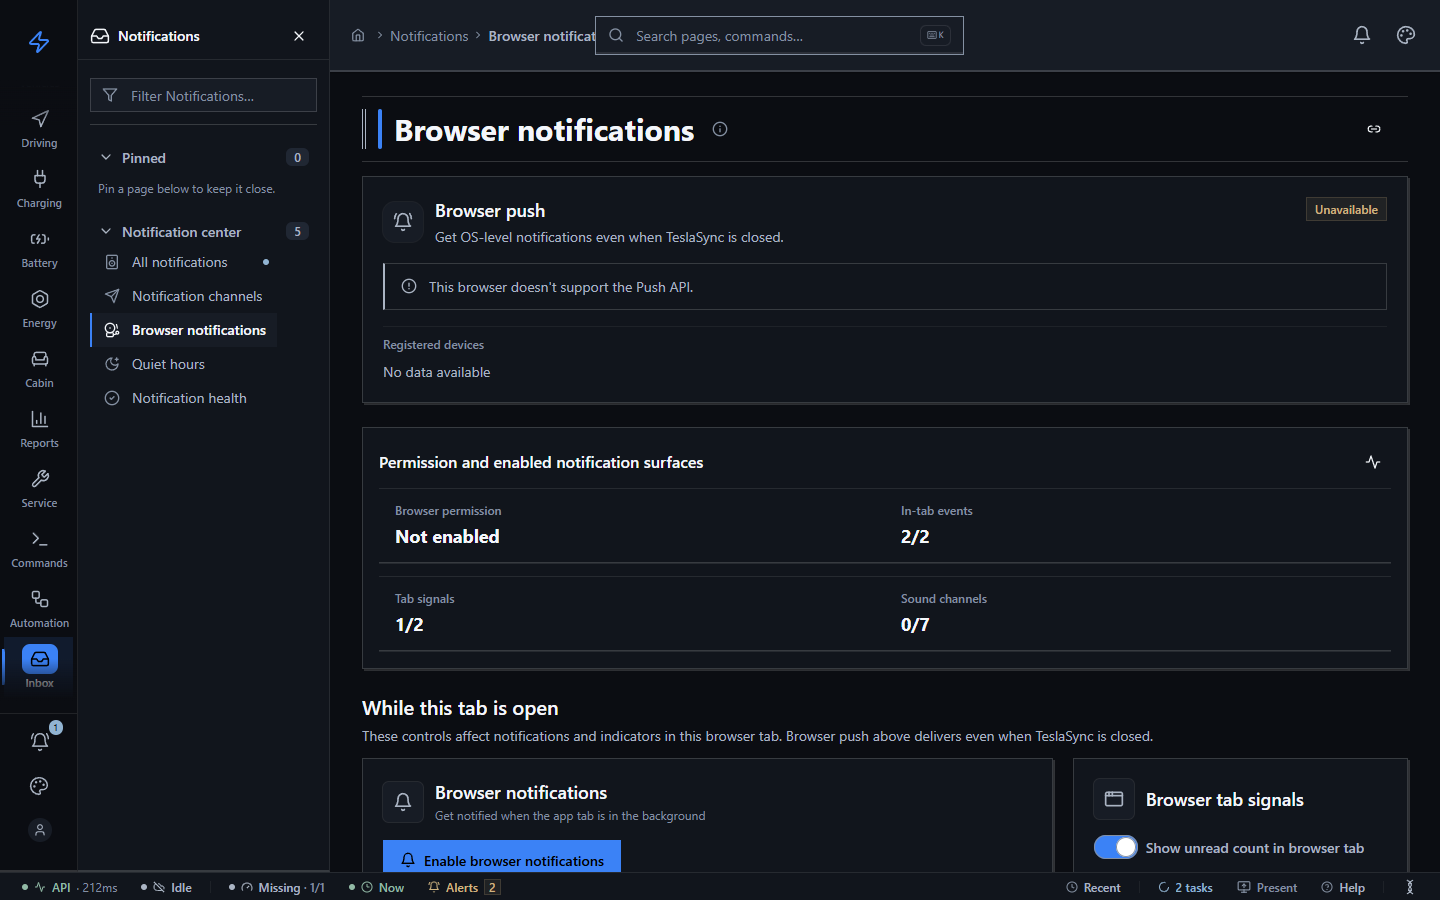 Notifications
Notifications
Browser notificat
Search pages, commands...
K
Filter Notifications...
Pinned
0
Pin a page below to keep it close.
Notification center
5
All notifications
Notification channels
Browser notifications
Quiet hours
Notification health
Driving
Charging
Battery
Energy
Cabin
Reports
Service
Commands
Automation
Inbox
1
Browser notifications
Browser push
Unavailable
Get OS-level notifications even when TeslaSync is closed.
This browser doesn't support the Push API.
Registered devices
No data available
Permission and enabled notification surfaces
Browser permission
Not enabled
In-tab events
2/2
Tab signals
1/2
Sound channels
0/7
While this tab is open
These controls affect notifications and indicators in this browser tab. Browser push above delivers even when TeslaSync is closed.
Browser notifications
Get notified when the app tab is in the background
Enable browser notifications
Browser tab signals
Show unread count in browser tab
API · 212ms
Idle
Missing · 1/1
Now
Alerts 2
Recent
2 tasks
Present
Help